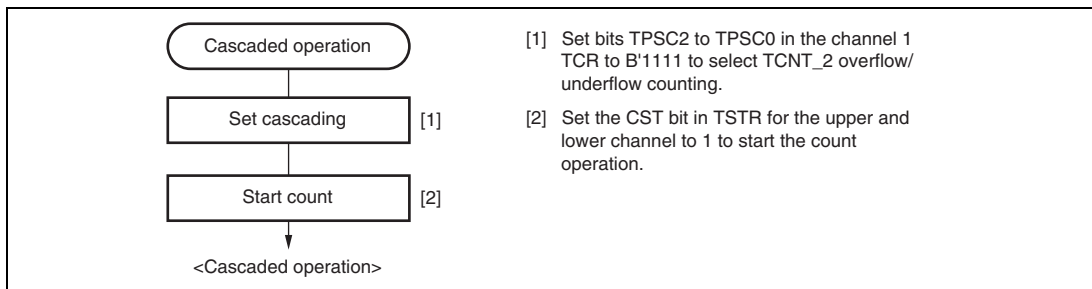 Cascaded operation
Set cascading
[1]
Start count
[2]
<Cascaded operation>
[1] Set bits TPSC2 to TPSC0 in the channel 1
TCR to B'1111 to select TCNT_2 overflow/
underflow counting.
[2] Set the CST bit in TSTR for the upper and
lower channel to 1 to start the count
operation.